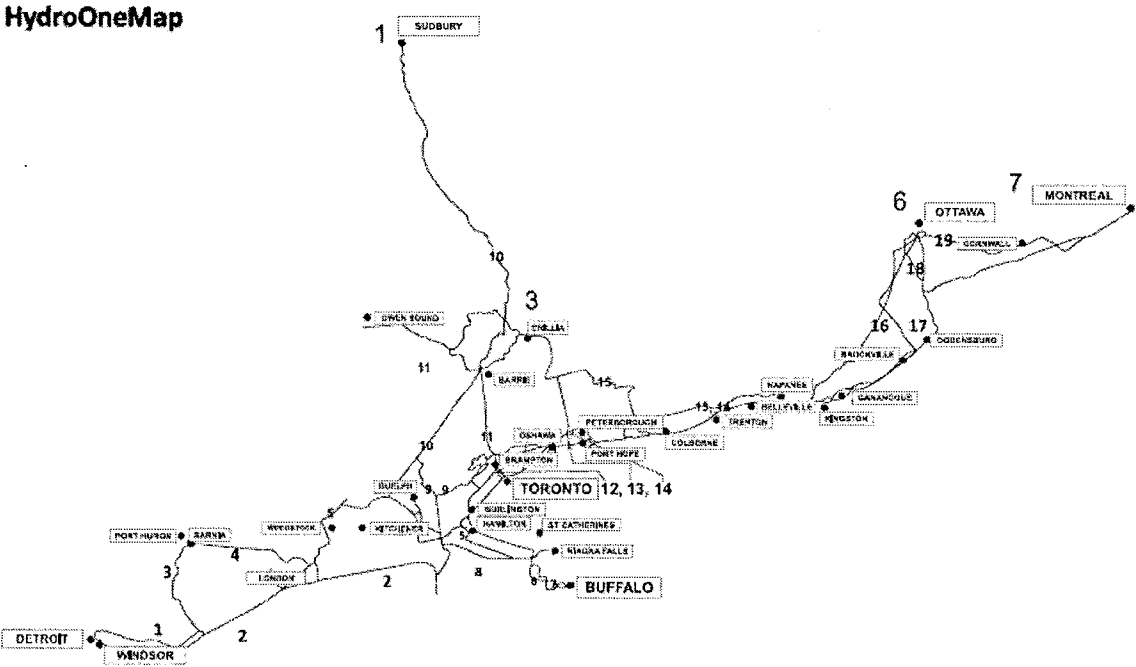 HydroOneMap
1
SUDBURY
7
MONTREAL
6
OTTAWA
19
CORNWALL
18
10
3
OWEN SOUND
ORILLIA
16
17
OGDENSBURG
BROCKVILLE
11
BARRIE
15
NAPANEE
GANANOQUE
BELLEVILLE
KINGSTON
TRENTON
PETERBOROUGH
COLBORNE
OSHAWA
11
10
PORT HOPE
BRAMPTON
TORONTO
12, 13, 14
GUELPH
9
9
BURLINGTON
5
WOODSTOCK
KITCHENER
HAMILTON
ST CATHERINES
5
PORT HURON
SARNIA
4
NIAGRA FALLS
3
LONDON
2
8
BUFFALO
1
2
DETROIT
WINDSOR